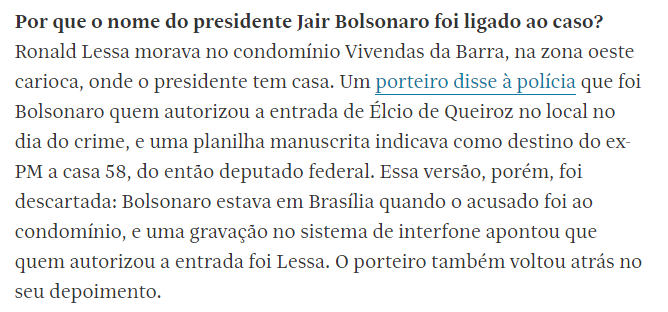 Por que o nome do presidente Jair Bolsonaro foi ligado ao caso?
Ronald Lessa morava no condomínio Vivendas da Barra, na zona oeste
carioca, onde o presidente tem casa. Um porteiro disse à polícia que foi
Bolsonaro quem autorizou a entrada de Élcio de Queiroz no local no
dia do crime, e uma planilha manuscrita indicava como destino do ex-
PM a casa 58, do então deputado federal. Essa versão, porém, foi
descartada: Bolsonaro estava em Brasília quando o acusado foi ao
condomínio, e uma gravação no sistema de interfone apontou que
quem autorizou a entrada foi Lessa. O porteiro também voltou atrás no
seu depoimento.